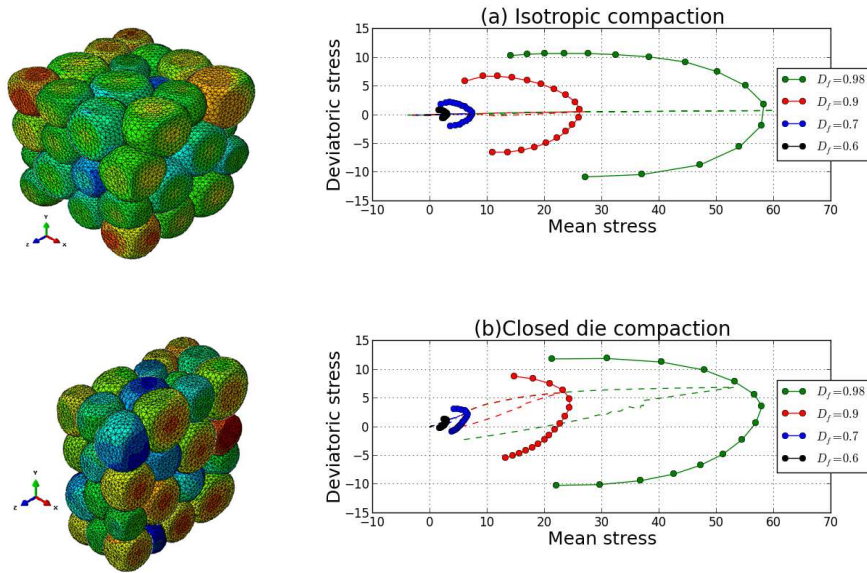 (a) Isotropic compaction
Deviatoric stress
15
10
5
0
−5
−10
−15
−10
0
10
20
30
40
50
60
70
Mean stress
D_f=0.98
D_f=0.9
D_f=0.7
D_f=0.6
Y
Z
X
(b)Closed die compaction
Deviatoric stress
15
10
5
0
−5
−10
−15
−10
0
10
20
30
40
50
60
70
Mean stress
D_f=0.98
D_f=0.9
D_f=0.7
D_f=0.6
Y
Z
X